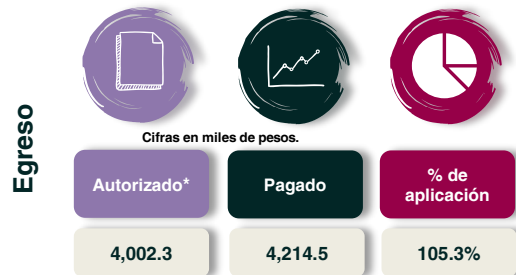 Egreso
Cifras en miles de pesos.
Autorizado*
Pagado
% de
aplicación
4,002.3
4,214.5
105.3%